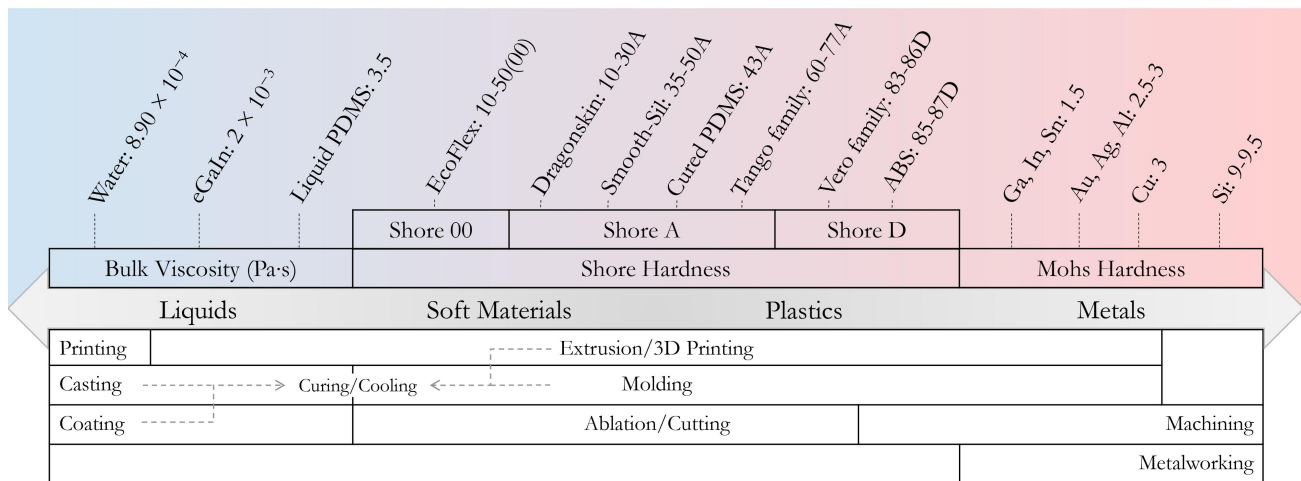 Water: 8.90 × 10⁻⁴
eGaIn: 2 × 10⁻³
Liquid PDMS: 3.5
EcoFlex: 10-50(00)
Dragonskin: 10-30A
Smooth-Sil: 35-50A
Cured PDMS: 43A
Tango family: 60-77A
Vero family: 83-86D
ABS: 85-87D
Ga, In, Sn: 1.5
Au, Ag, Al: 2.5-3
Cu: 3
Si: 9-9.5
Shore 00
Shore A
Shore D
Bulk Viscosity (Pa·s)
Shore Hardness
Mohs Hardness
Liquids
Soft Materials
Plastics
Metals
Printing
Extrusion/3D Printing
Casting
Curing/Cooling
Molding
Coating
Ablation/Cutting
Machining
Metalworking